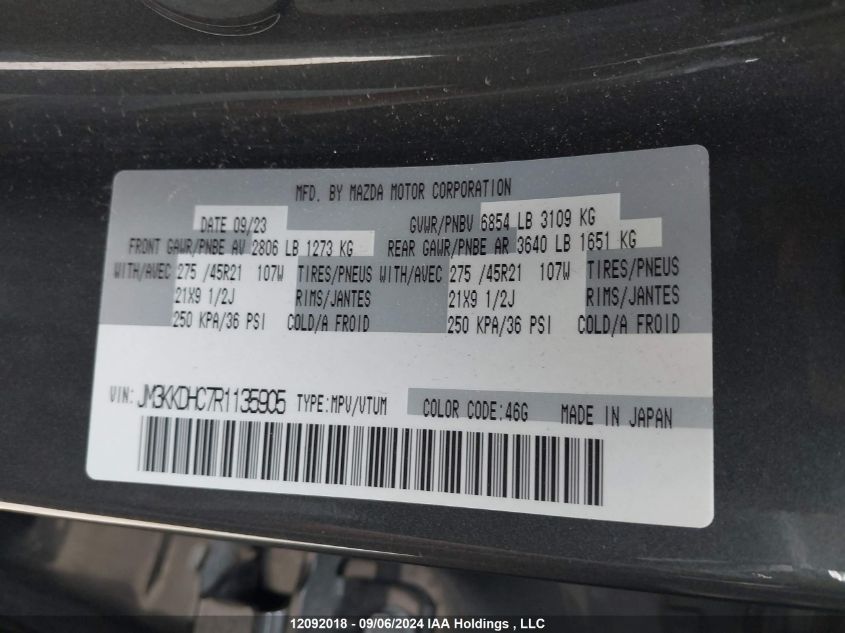 MFD. BY MAZDA MOTOR CORPORATION
DATE 09/23 GVWR/PNBV 6854 LB 3109 KG
FRONT GAWR/PNBE AV 2806 LB 1273 KG REAR GAWR/PNBE AR 3640 LB 1651 KG
WITH/AVEC 275 /45R21 107W TIRES/PNEUS WITH/AVEC 275 /45R21 107W TIRES/PNEUS
21X9 1/2J RIMS/JANTES 21X9 1/2J RIMS/JANTES
250 KPA/36 PSI COLD/A FROID 250 KPA/36 PSI COLD/A FROID
VIN: JM3KKDHC7R1135905 TYPE:MPV/VTUM COLOR CODE:46G MADE IN JAPAN
12092018 - 09/06/2024 IAA Holdings , LLC